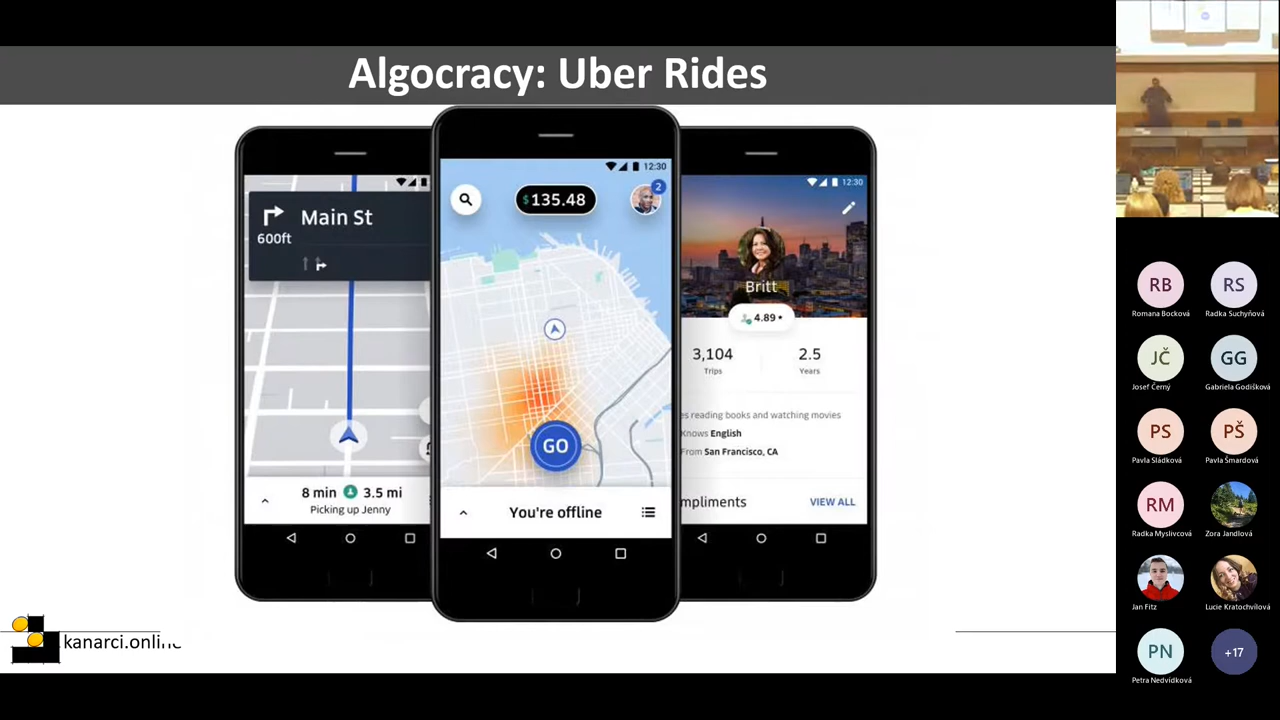 Algocracy: Uber Rides
Main St
600ft
8 min 3.5 mi
Picking up Jenny
12:30
$135.48
2
GO
You're offline
12:30
Britt
4.89
3,104
Trips
2.5
Years
es reading books and watching movies
Knows English
From San Francisco, CA
mpliments
VIEW ALL
kanarci.online
RB
Romana Bocková
RS
Radka Suchyňová
JČ
Josef Černý
GG
Gabriela Godišková
PS
Pavla Sládková
PŠ
Pavla Šmardová
RM
Radka Myslivcová
Zora Jandlová
Jan Fitz
Lucie Kratochvílová
PN
Petra Nedvídková
+17